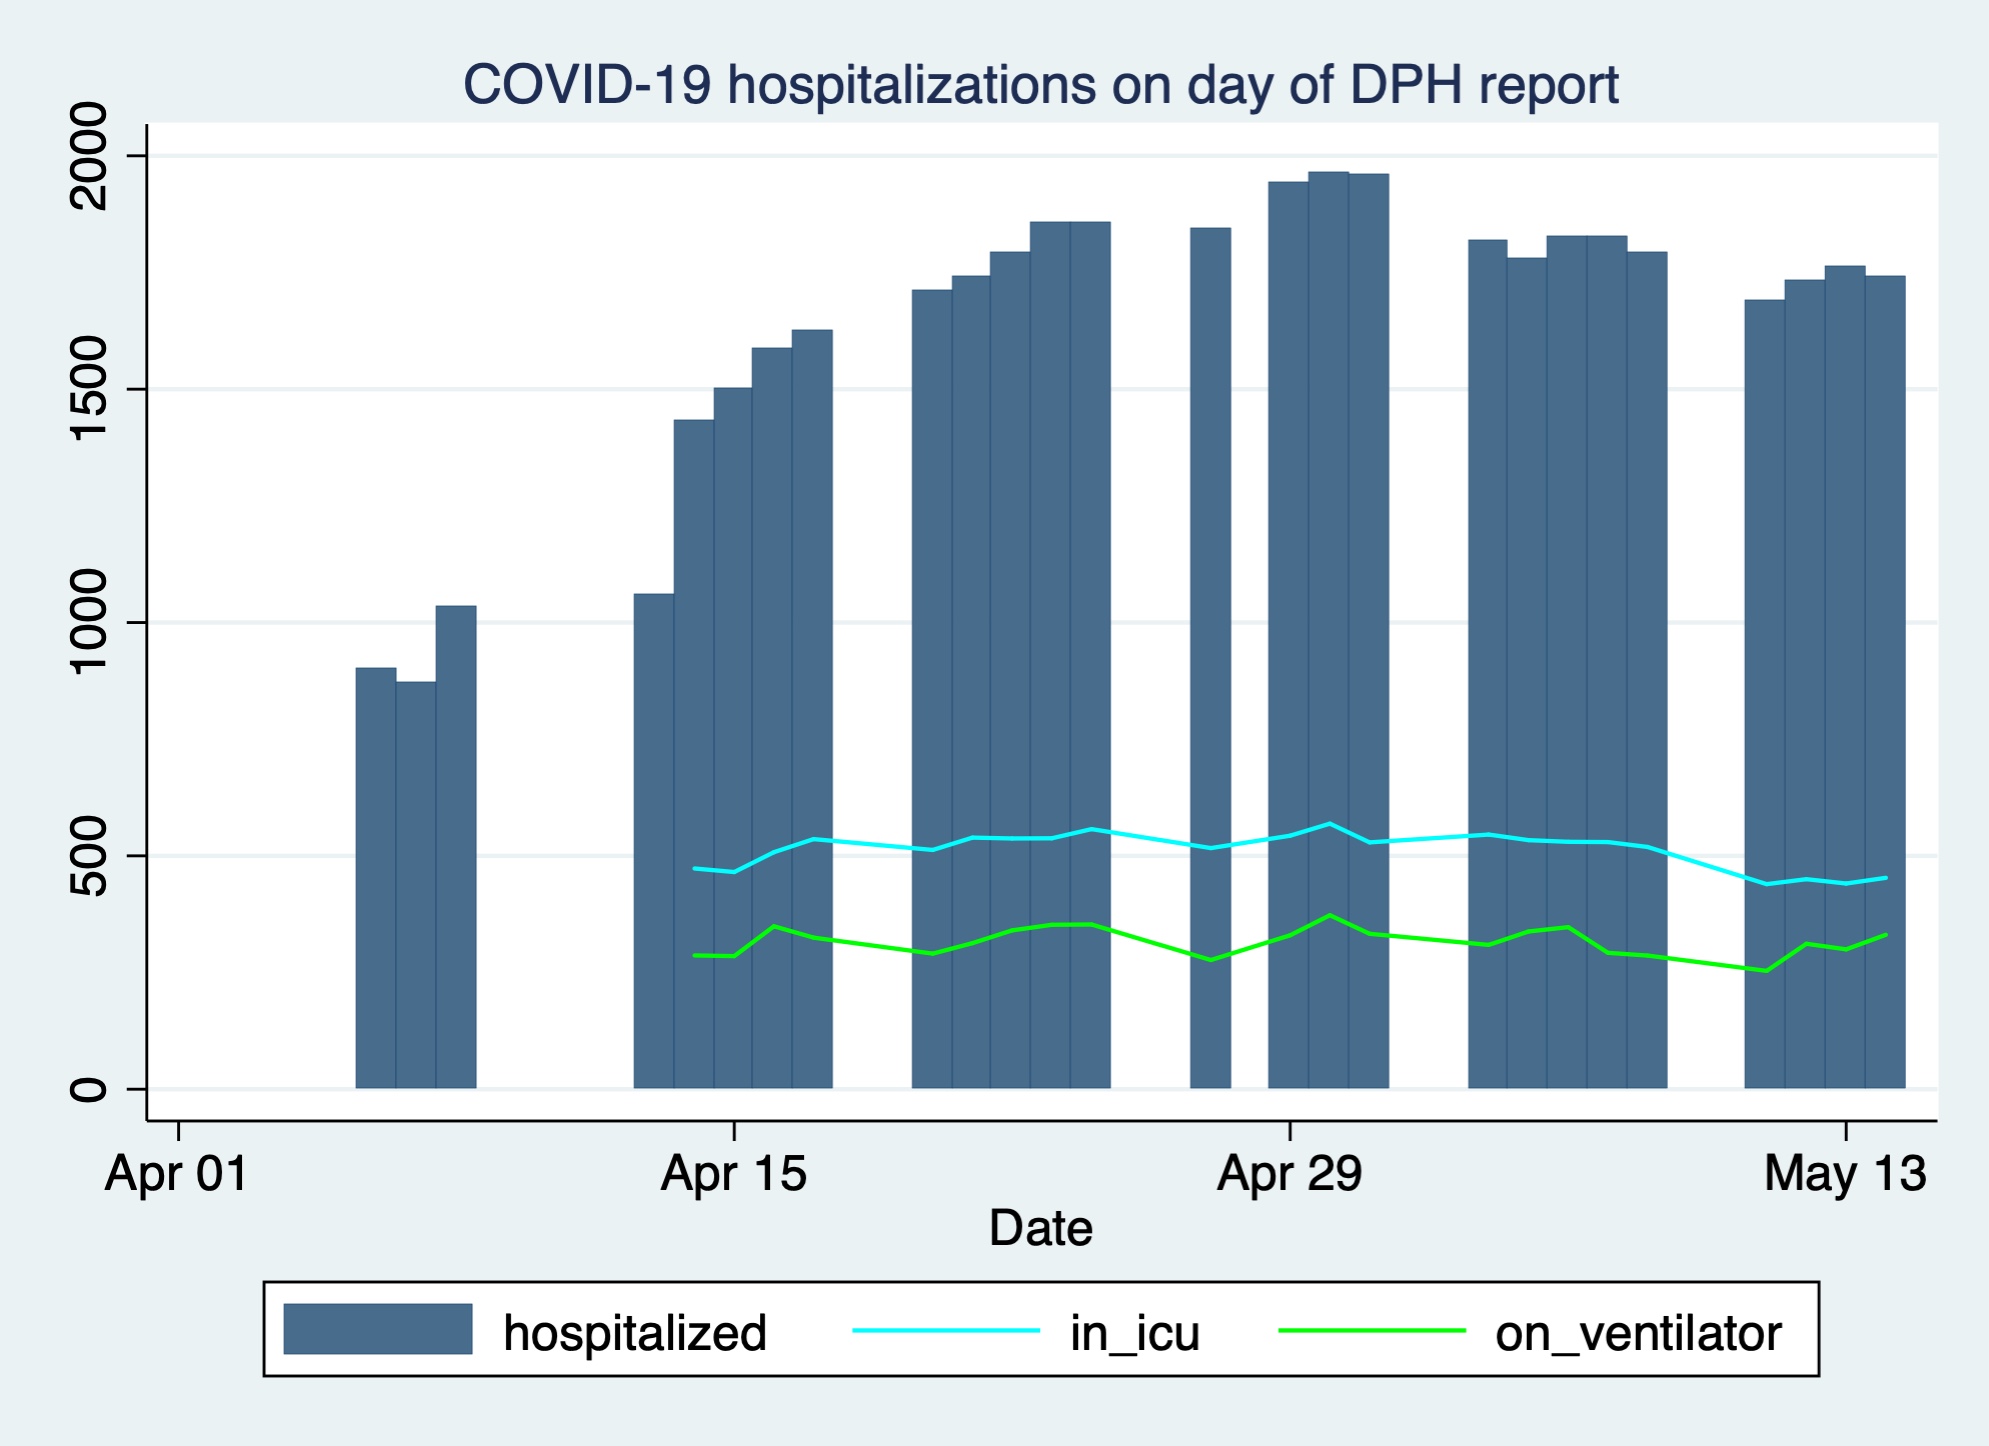 COVID-19 hospitalizations on day of DPH report
2000
1500
1000
500
0
Apr 01 Apr 15 Apr 29 May 13
Date
hospitalized in_icu on_ventilator